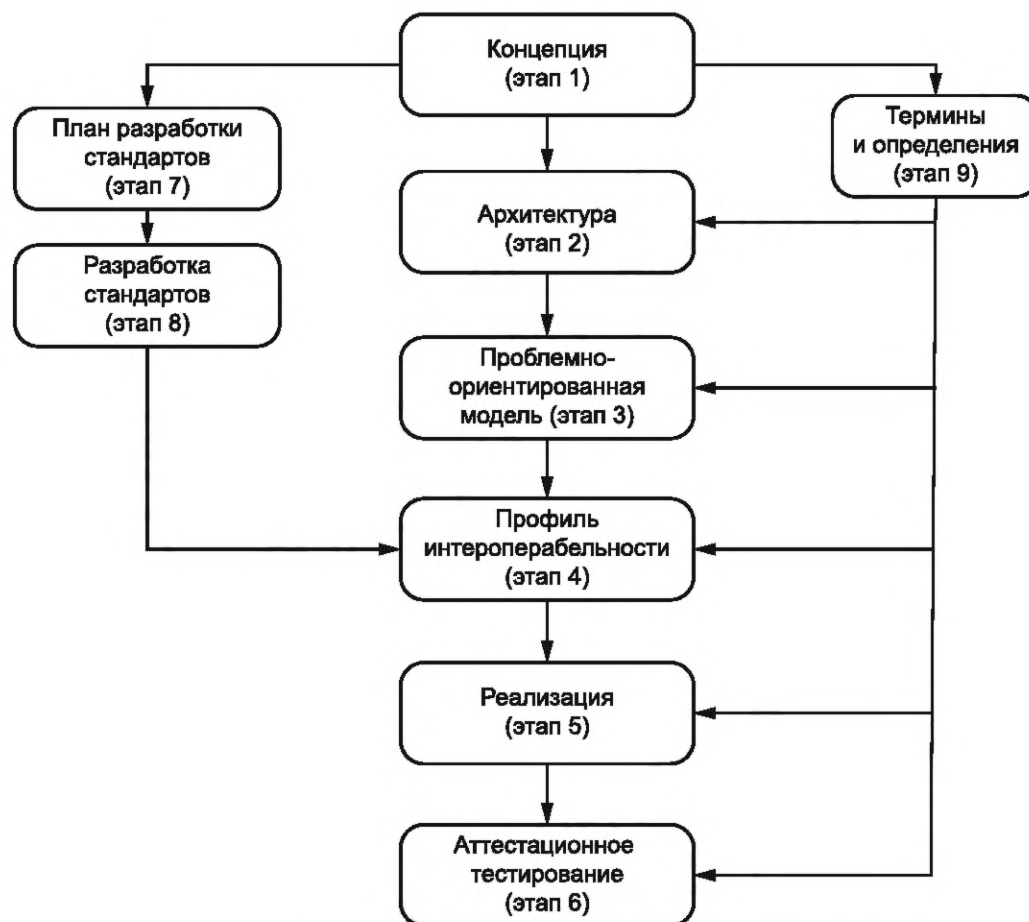 Концепция
(этап 1)
План разработки
стандартов
(этап 7)
Термины
и определения
(этап 9)
Архитектура
(этап 2)
Разработка
стандартов
(этап 8)
Проблемно-
ориентированная
модель (этап 3)
Профиль
интероперабельности
(этап 4)
Реализация
(этап 5)
Аттестационное
тестирование
(этап 6)